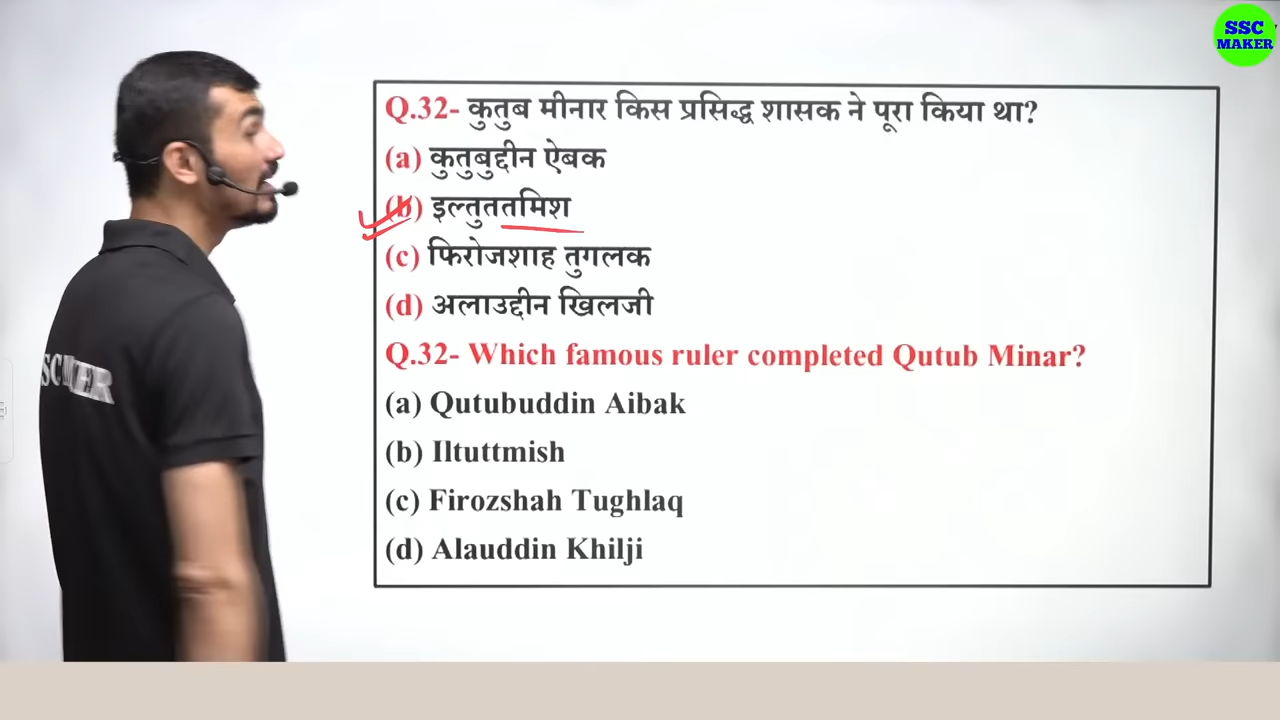 SSC
MAKER
Q.32- कुतुब मीनार किस प्रसिद्ध शासक ने पूरा किया था?
(a) कुतुबुद्दीन ऐबक
(b) इल्तुततमिश
(c) फिरोजशाह तुगलक
(d) अलाउद्दीन खिलजी
Q.32- Which famous ruler completed Qutub Minar?
(a) Qutubuddin Aibak
(b) Iltuttmish
(c) Firozshah Tughlaq
(d) Alauddin Khilji